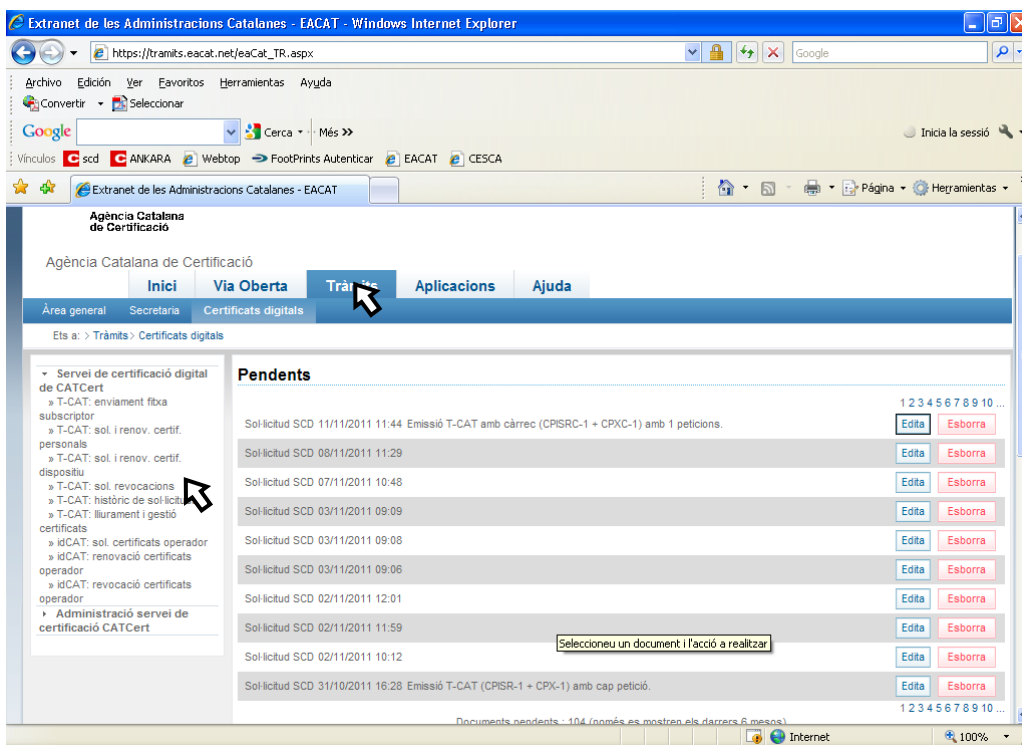 Extranet de les Administracions Catalanes - EACAT - Windows Internet Explorer
https://tramits.eacat.net/eaCat_TR.aspx
Google
Archivo Edición Ver Favoritos Herramientas Ayuda
Convertir Seleccionar
Google Cerca Més >> Inicia la sessió
Vínculos scd ANKARA Webtop FootPrints Autenticar EACAT CESCA
Extranet de les Administracions Catalanes - EACAT Página Herramientas
Agència Catalana
de Certificació
Agència Catalana de Certificació
Inici Via Oberta Tràmits Aplicacions Ajuda
Àrea general Secretaria Certificats digitals
Ets a: > Tràmits > Certificats digitals
Servei de certificació digital
de CATCert
» T-CAT: enviament fitxa
subscriptor
» T-CAT: sol. i renov. certif.
personals
» T-CAT: sol. i renov. certif.
dispositiu
» T-CAT: sol. revocacions
» T-CAT: històric de
» T-CAT: lliurament i gestió
certificats
» idCAT: sol. certificats operador
» idCAT: renovació certificats
operador
» idCAT: revocació certificats
operador
Administració servei de
certificació CATCert
Pendents
1 2 3 4 5 6 7 8 9 10 ...
Sol·licitud SCD 11/11/2011 11:44 Emissió T-CAT amb càrrec (CPISRC-1 + CPXC-1) amb 1 peticions. Edita Esborra
Sol·licitud SCD 08/11/2011 11:29 Edita Esborra
Sol·licitud SCD 07/11/2011 10:48 Edita Esborra
Sol·licitud SCD 03/11/2011 09:09 Edita Esborra
Sol·licitud SCD 03/11/2011 09:08 Edita Esborra
Sol·licitud SCD 03/11/2011 09:06 Edita Esborra
Sol·licitud SCD 02/11/2011 12:01 Edita Esborra
Sol·licitud SCD 02/11/2011 11:59 Edita Esborra
Seleccioneu un document i l'acció a realitzar
Sol·licitud SCD 02/11/2011 10:12 Edita Esborra
Sol·licitud SCD 31/10/2011 16:28 Emissió T-CAT (CPISR-1 + CPX-1) amb cap petició. Edita Esborra
1 2 3 4 5 6 7 8 9 10 ...
Documents pendents : 104 (només es mostren els darrers 6 mesos)
Internet 100%